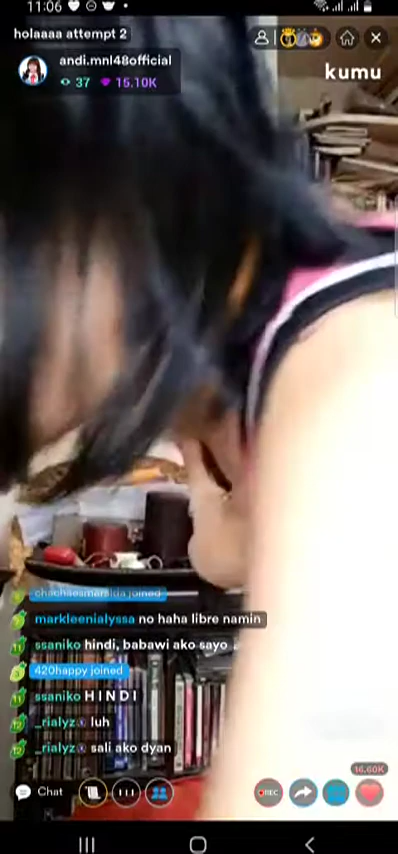 11:06
holaaaa attempt 2
andi.mnl48official
37 15.10K
kumu
chachaesmeralda joined
markleenialyssa no haha libre namin
ssaniko hindi, babawi ako sayo
420happy joined
ssaniko H I N D I
_rialyz luh
_rialyz sali ako dyan
16.60K
Chat
REC